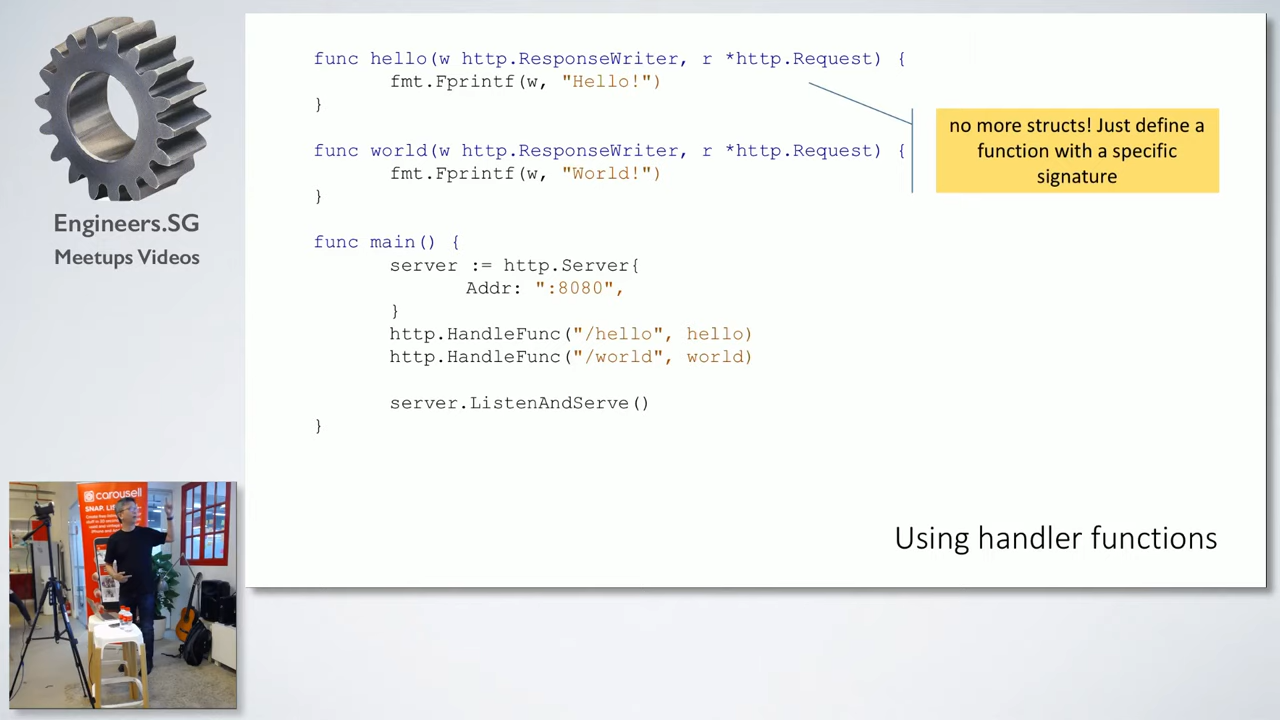 Engineers.SG
Meetups Videos
func hello(w http.ResponseWriter, r *http.Request) {
fmt.Fprintf(w, "Hello!")
}
func world(w http.ResponseWriter, r *http.Request) {
fmt.Fprintf(w, "World!")
}
func main() {
server := http.Server{
Addr: ":8080",
}
http.HandleFunc("/hello", hello)
http.HandleFunc("/world", world)
server.ListenAndServe()
}
no more structs! Just define a
function with a specific
signature
Using handler functions
carousell
SNAP.